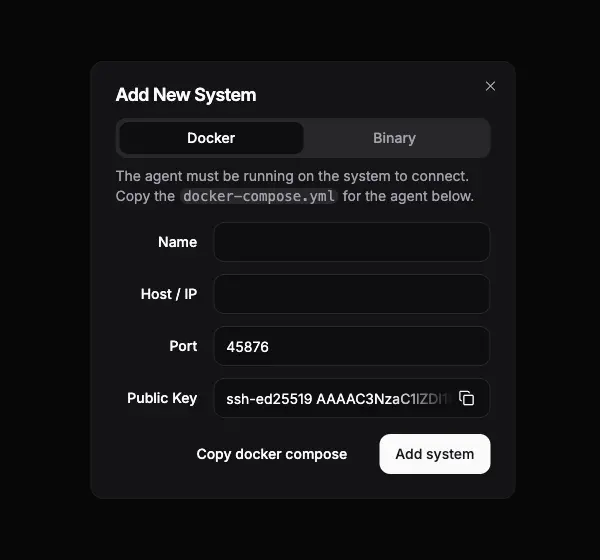 Add New System
Docker
Binary
The agent must be running on the system to connect.
Copy the docker-compose.yml for the agent below.
Name
Host / IP
Port
45876
Public Key
ssh-ed25519 AAAAC3NzaC1lZDI1
Copy docker compose
Add system